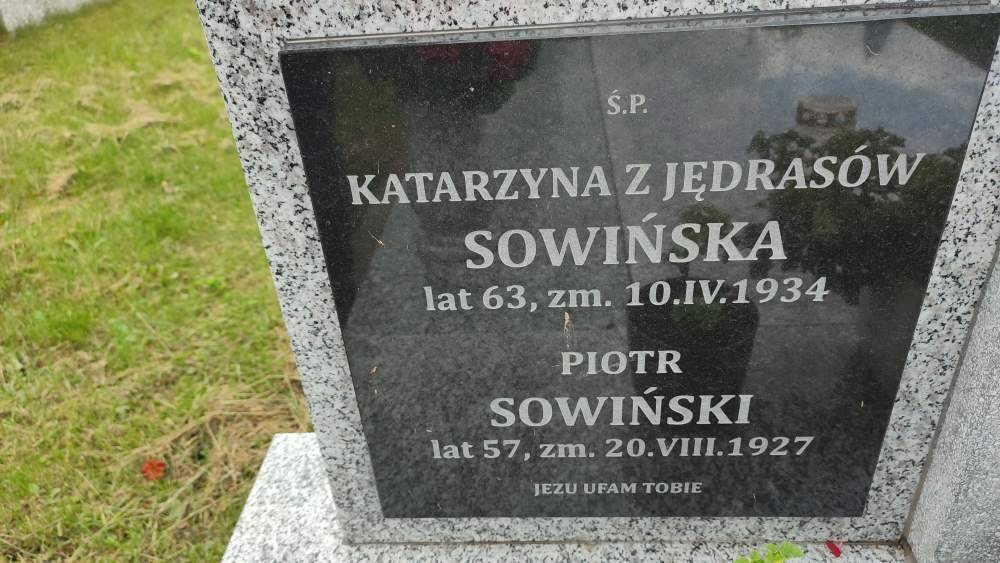 Ś.P.
KATARZYNA Z JĘDRASÓW
SOWIŃSKA
lat 63, zm. 10.IV.1934
PIOTR
SOWIŃSKI
lat 57, zm. 20.VIII.1927
JEZU UFAM TOBIE